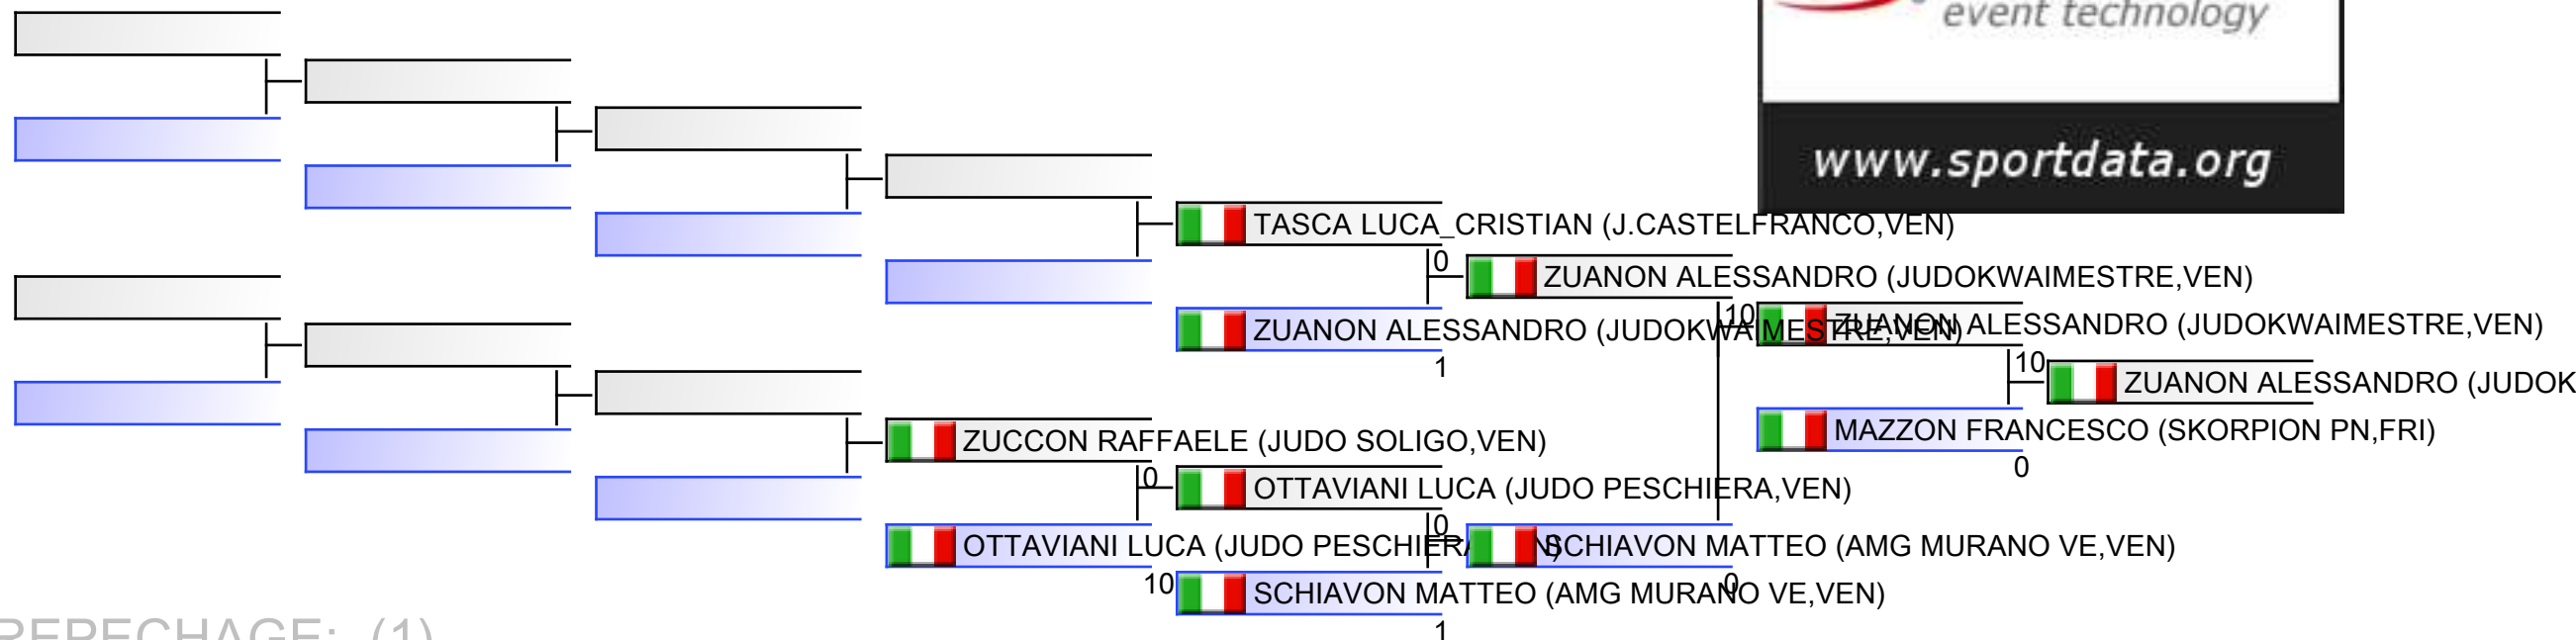 event technology
www.sportdata.org
TASCA LUCA_CRISTIAN (J.CASTELFRANCO,VEN)
0
ZUANON ALESSANDRO (JUDOKWAIMESTRE,VEN)
ZUANON ALESSANDRO (JUDOKWAIMESTRE,VEN)
1
10
ZUANON ALESSANDRO (JUDOKWAIMESTRE,VEN)
10
ZUANON ALESSANDRO (JUDOK
MAZZON FRANCESCO (SKORPION PN,FRI)
0
ZUCCON RAFFAELE (JUDO SOLIGO,VEN)
0
OTTAVIANI LUCA (JUDO PESCHIERA,VEN)
OTTAVIANI LUCA (JUDO PESCHIERA,VEN)
10
0
SCHIAVON MATTEO (AMG MURANO VE,VEN)
0
SCHIAVON MATTEO (AMG MURANO VE,VEN)
1
REPECHAGE: (1)